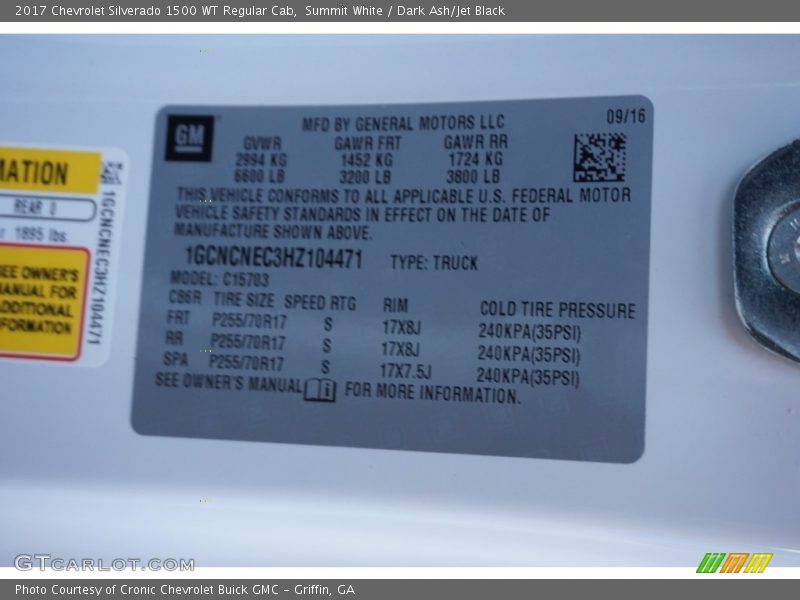 2017 Chevrolet Silverado 1500 WT Regular Cab, Summit White / Dark Ash/Jet Black
GM
MFD BY GENERAL MOTORS LLC
09/16
GVWR GAWR FRT GAWR RR
2994 KG 1452 KG 1724 KG
6600 LB 3200 LB 3800 LB
THIS VEHICLE CONFORMS TO ALL APPLICABLE U.S. FEDERAL MOTOR
VEHICLE SAFETY STANDARDS IN EFFECT ON THE DATE OF
MANUFACTURE SHOWN ABOVE.
1GCNCNEC3HZ104471 TYPE: TRUCK
MODEL: C15703
CB6R TIRE SIZE SPEED RTG RIM COLD TIRE PRESSURE
FRT P255/70R17 S 17X8J 240KPA(35PSI)
RR P255/70R17 S 17X8J 240KPA(35PSI)
SPA P255/70R17 S 17X7.5J 240KPA(35PSI)
SEE OWNER'S MANUAL i FOR MORE INFORMATION.
MATION
REAR 0
1895 lbs.
SEE OWNER'S
MANUAL FOR
ADDITIONAL
INFORMATION
1GCNCNEC3HZ104471
GTCARLOT.COM
Photo Courtesy of Cronic Chevrolet Buick GMC - Griffin, GA